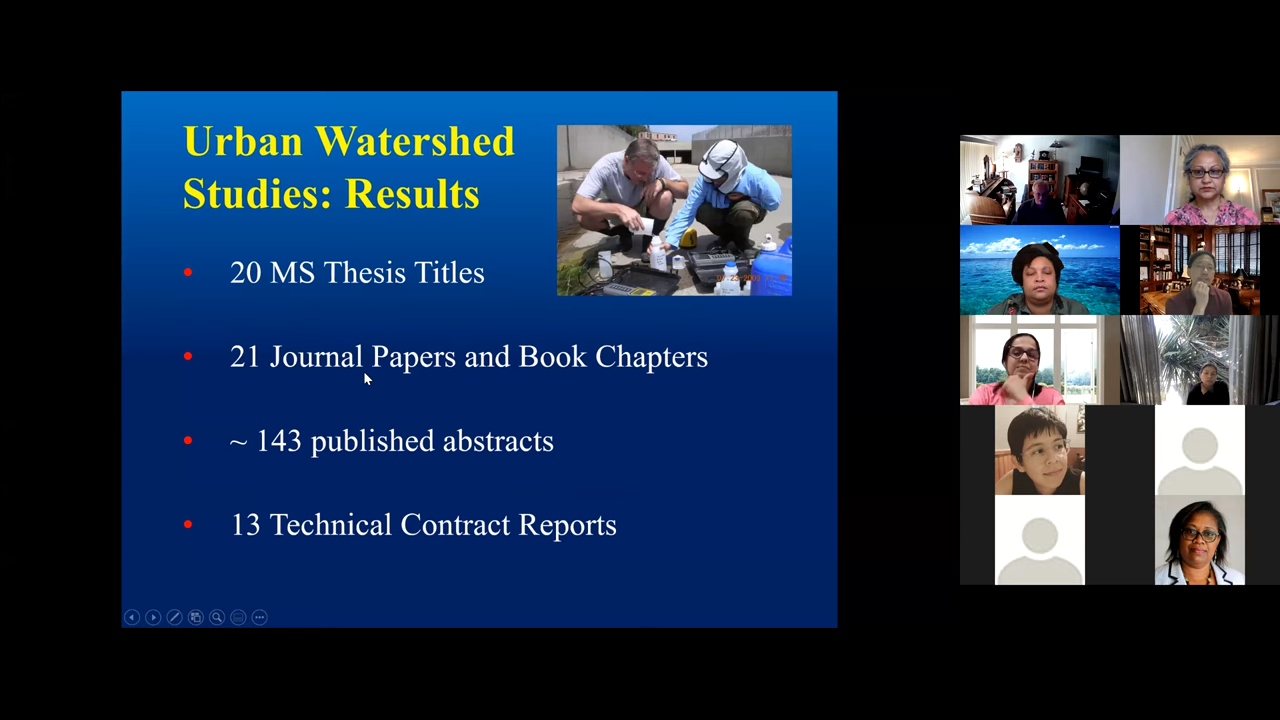 Urban Watershed
Studies: Results
• 20 MS Thesis Titles
• 21 Journal Papers and Book Chapters
• ~ 143 published abstracts
• 13 Technical Contract Reports